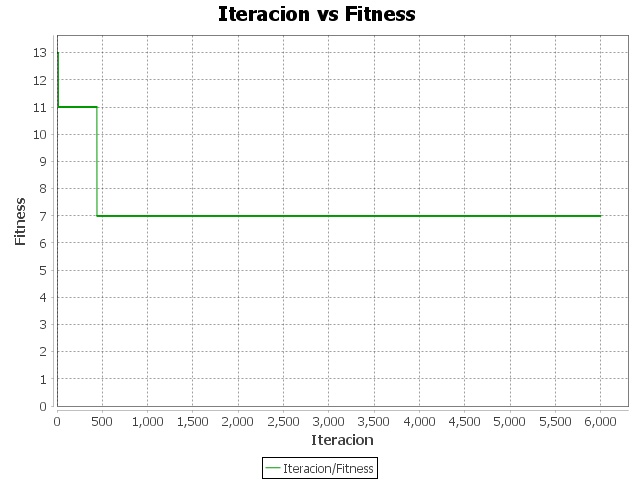 Iteracion vs Fitness
13
12
11
10
9
8
7
6
5
4
3
2
1
0
Fitness
0 500 1,000 1,500 2,000 2,500 3,000 3,500 4,000 4,500 5,000 5,500 6,000
Iteracion
Iteracion/Fitness